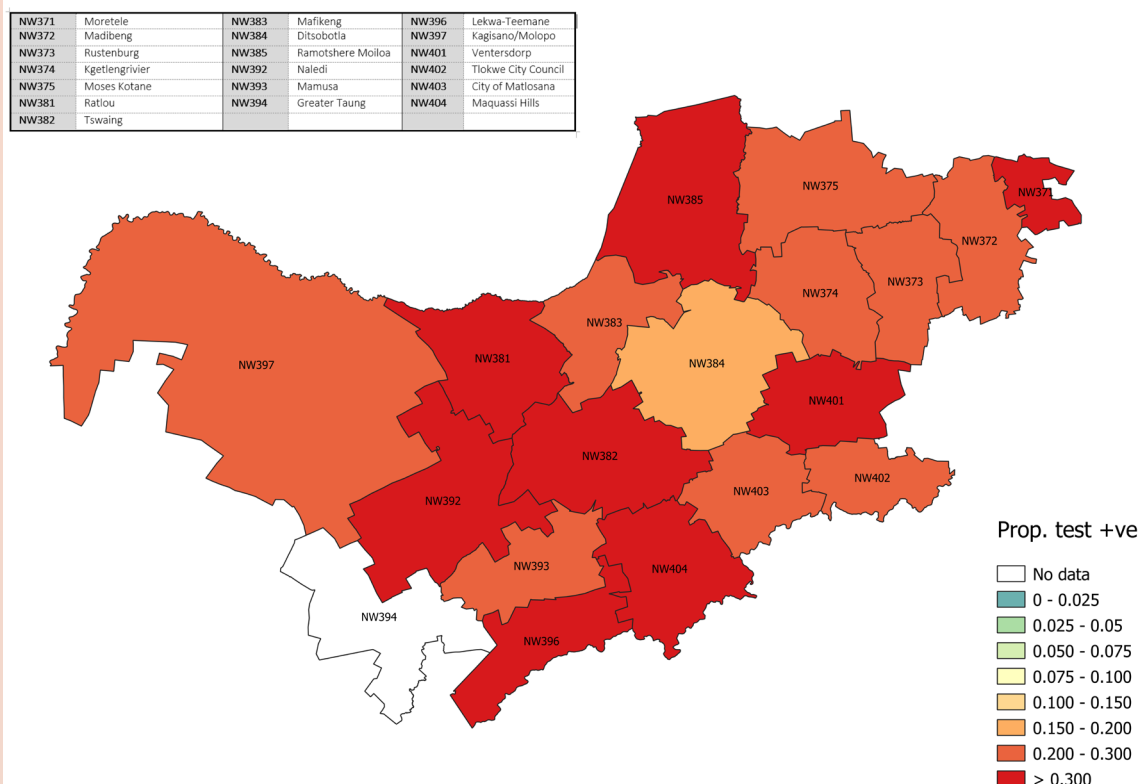 NW371 Moretele NW383 Mafikeng NW396 Lekwa-Teemane
NW372 Madibeng NW384 Ditsobotla NW397 Kagisano/Molopo
NW373 Rustenburg NW385 Ramotshere Moiloa NW401 Ventersdorp
NW374 Kgetlengrivier NW392 Naledi NW402 Tlokwe City Council
NW375 Moses Kotane NW393 Mamusa NW403 City of Matlosana
NW381 Ratlou NW394 Greater Taung NW404 Maquassi Hills
NW382 Tswaing
NW385
NW375
NW371
NW372
NW374
NW373
NW383
NW397
NW381
NW384
NW401
NW382
NW402
NW403
NW392
NW393
NW404
NW394
NW396
Prop. test +ve
No data
0 - 0.025
0.025 - 0.05
0.050 - 0.075
0.075 - 0.100
0.100 - 0.150
0.150 - 0.200
0.200 - 0.300
> 0.300